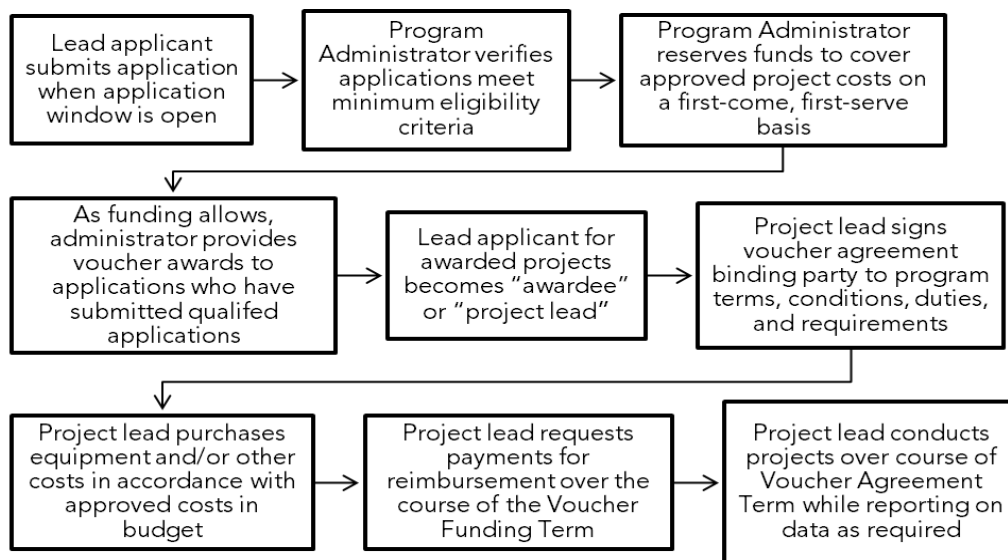 Lead applicant
submits application
when application
window is open
Program
Administrator verifies
applications meet
minimum eligibility
criteria
Program Administrator
reserves funds to cover
approved project costs on
a first-come, first-serve
basis
As funding allows,
administrator provides
voucher awards to
applications who have
submitted qualifed
applications
Lead applicant for
awarded projects
becomes “awardee”
or “project lead”
Project lead signs
voucher agreement
binding party to program
terms, conditions, duties,
and requirements
Project lead purchases
equipment and/or other
costs in accordance with
approved costs in
budget
Project lead requests
payments for
reimbursement over the
course of the Voucher
Funding Term
Project lead conducts
projects over course of
Voucher Agreement
Term while reporting on
data as required